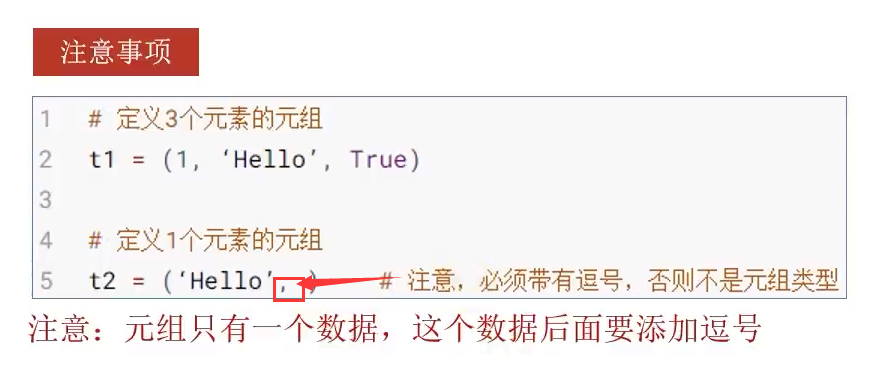 注意事项
1 # 定义3个元素的元组
2 t1 = (1, ‘Hello’, True)
3
4 # 定义1个元素的元组
5 t2 = (‘Hello’, ) # 注意，必须带有逗号，否则不是元组类型
注意：元组只有一个数据，这个数据后面要添加逗号